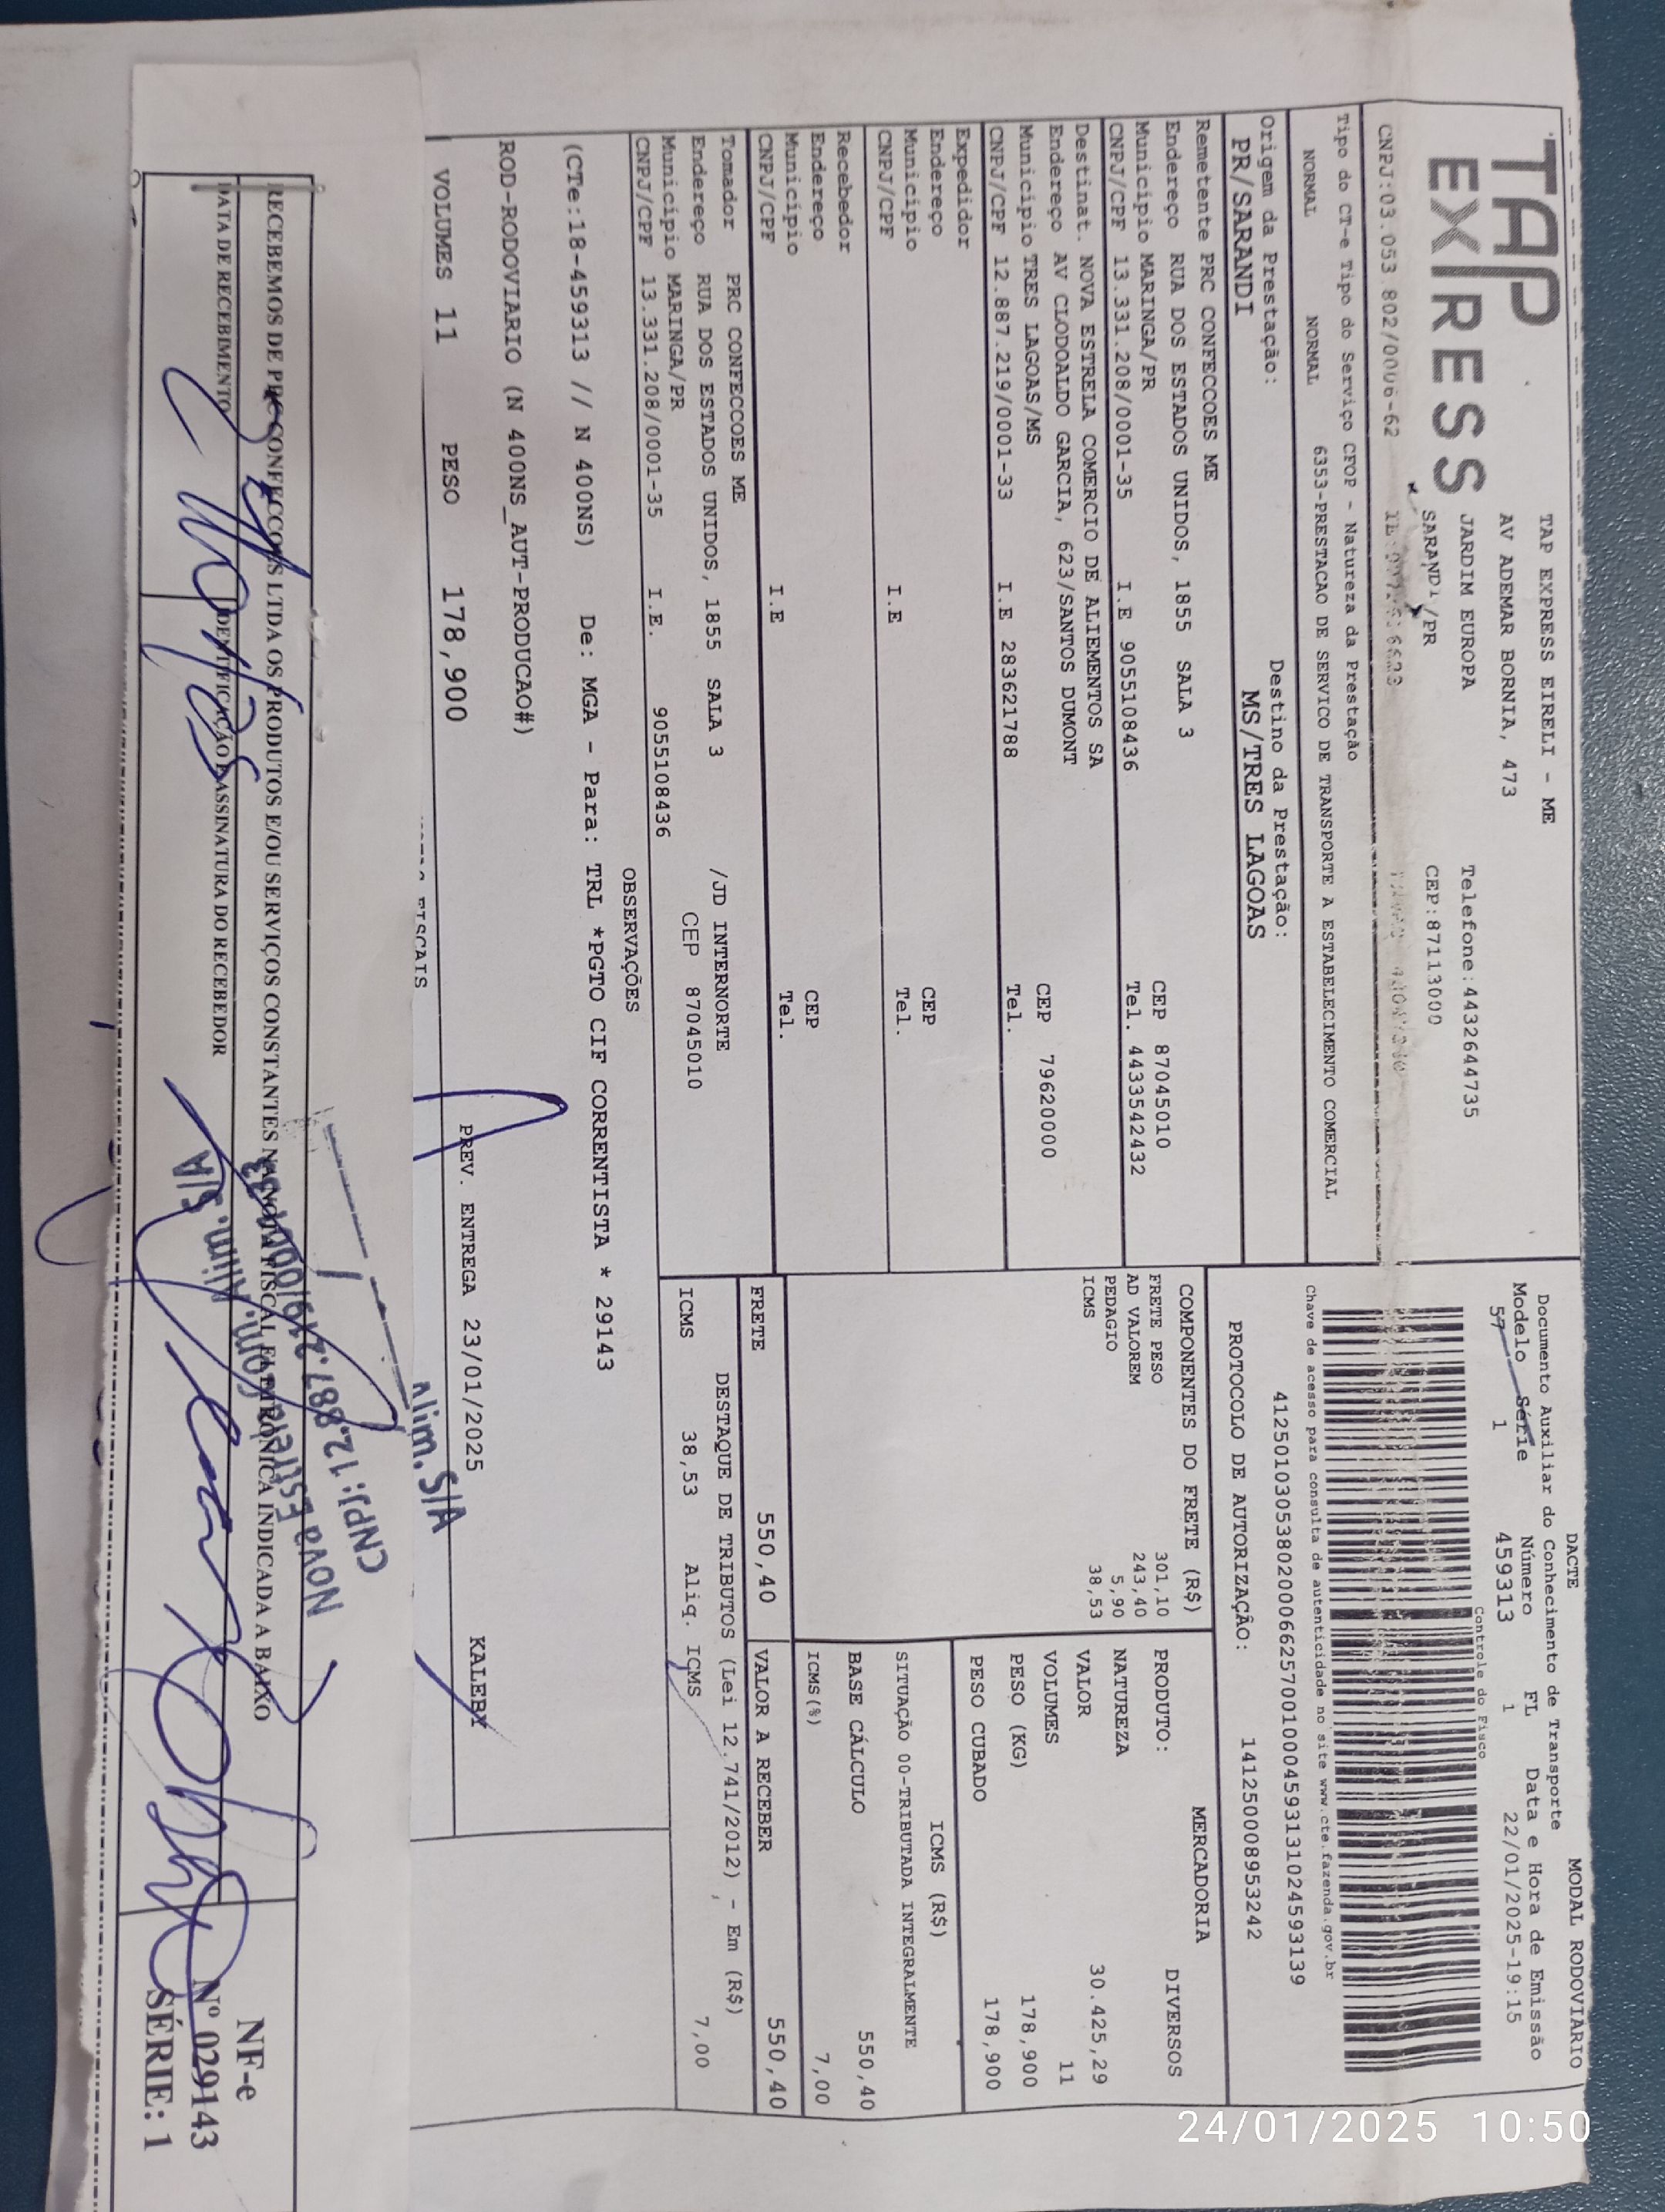 TAP
EXPRESS
TAP EXPRESS EIRELI - ME
AV ADEMAR BORNIA, 473
JARDIM EUROPA
Telefone:4432644735
SARANDI/PR
CEP:87113000
CNPJ:03.053.802/0006-62
Tipo do CT-e Tipo do Serviço CFOP - Natureza da Prestação
NORMAL NORMAL 6353-PRESTACAO DE SERVICO DE TRANSPORTE A ESTABELECIMENTO COMERCIAL
Origem da Prestação: Destino da Prestação:
PR/SARANDI MS/TRES LAGOAS
DACTE MODAL RODOVIARIO
Documento Auxiliar do Conhecimento de Transporte
Modelo Série Número FL Data e Hora de Emissão
57 1 459313 1 22/01/2025-19:15
Controle do Fisco
Chave de acesso para consulta de autenticidade no site www.cte.fazenda.gov.br
41250103053802000662570010004593131024593139
PROTOCOLO DE AUTORIZAÇÃO: 141250008953242
Remetente PRC CONFECCOES ME
Endereço RUA DOS ESTADOS UNIDOS, 1855 SALA 3 CEP 87045010
Município MARINGA/PR Tel. 443354242432
CNPJ/CPF 13.331.208/0001-35 I.E 9055108436
Destinat. NOVA ESTRELA COMERCIO DE ALIEMENTOS SA
Endereço AV CLODOALDO GARCIA, 623/SANTOS DUMONT
Município TRES LAGOAS/MS CEP 79620000
CNPJ/CPF 12.887.219/0001-33 I.E 283621788 Tel.
Expedidor
Endereço
Município CEP
CNPJ/CPF I.E Tel.
Recebedor
Endereço
Município CEP
CNPJ/CPF I.E Tel.
Tomador PRC CONFECCOES ME
Endereço RUA DOS ESTADOS UNIDOS, 1855 SALA 3 /JD INTERNORTE
Município MARINGA/PR CEP 87045010
CNPJ/CPF 13.331.208/0001-35 I.E. 9055108436
COMPONENTES DO FRETE (R$)
FRETE PESO 301,10
AD VALOREM 243,40
PEDAGIO 5,90
ICMS 38,53
MERCADORIA
PRODUTO: DIVERSOS
NATUREZA
VALOR 30.425,29
VOLUMES 11
PESO (KG) 178,900
PESO CUBADO 178,900
ICMS (R$)
SITUAÇÃO 00-TRIBUTADA INTEGRALMENTE
BASE CÁLCULO 550,40
ICMS(%) 7,00
FRETE 550,40 VALOR A RECEBER 550,40
DESTAQUE DE TRIBUTOS (Lei 12.741/2012) - Em (R$)
ICMS 38,53 Aliq. ICMS 7,00
OBSERVAÇÕES
(CTe:18-459313 // N 400NS) De: MGA - Para: TRL *PGTO CIF CORRENTISTA * 29143
ROD-RODOVIARIO (N 400NS_AUT-PRODUCAO#)
VOLUMES 11 PESO 178,900 PREV. ENTREGA 23/01/2025 KALEBY
FISCAIS
Alim. S/A
CNPJ: 12.887.219/0001-33
Nova Estrela Com. Alim. S/A
RECEBEMOS DE PRC CONFECCOES LTDA OS PRODUTOS E/OU SERVIÇOS CONSTANTES NA NOTA FISCAL ELETRONICA INDICADA A BAIXO
DATA DE RECEBIMENTO
IDENTIFICAÇÃO E ASSINATURA DO RECEBEDOR
NF-e
Nº 029143
SÉRIE: 1
24/01/2025 10:50